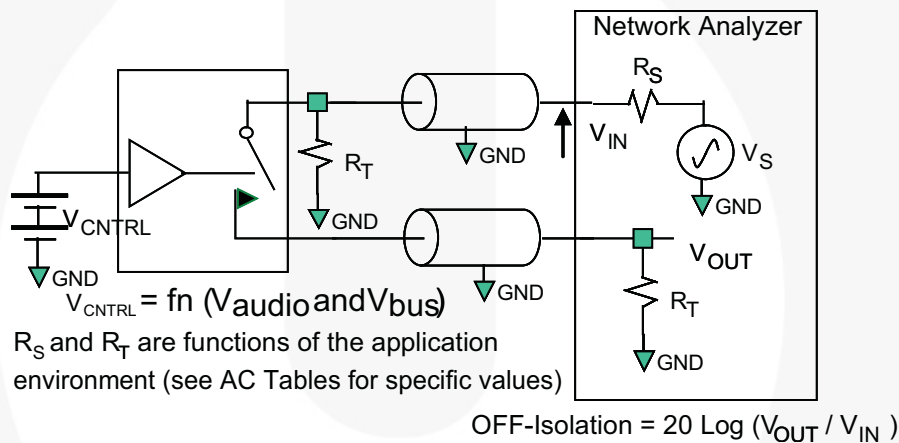 Network Analyzer
R_S
V_IN
V_S
GND
GND
R_T
GND
V_CNTRL
GND
V_OUT
R_T
GND
GND
V_CNTRL = fn (Vaudio and Vbus)
R_S and R_T are functions of the application
environment (see AC Tables for specific values)
OFF-Isolation = 20 Log (V_OUT / V_IN )